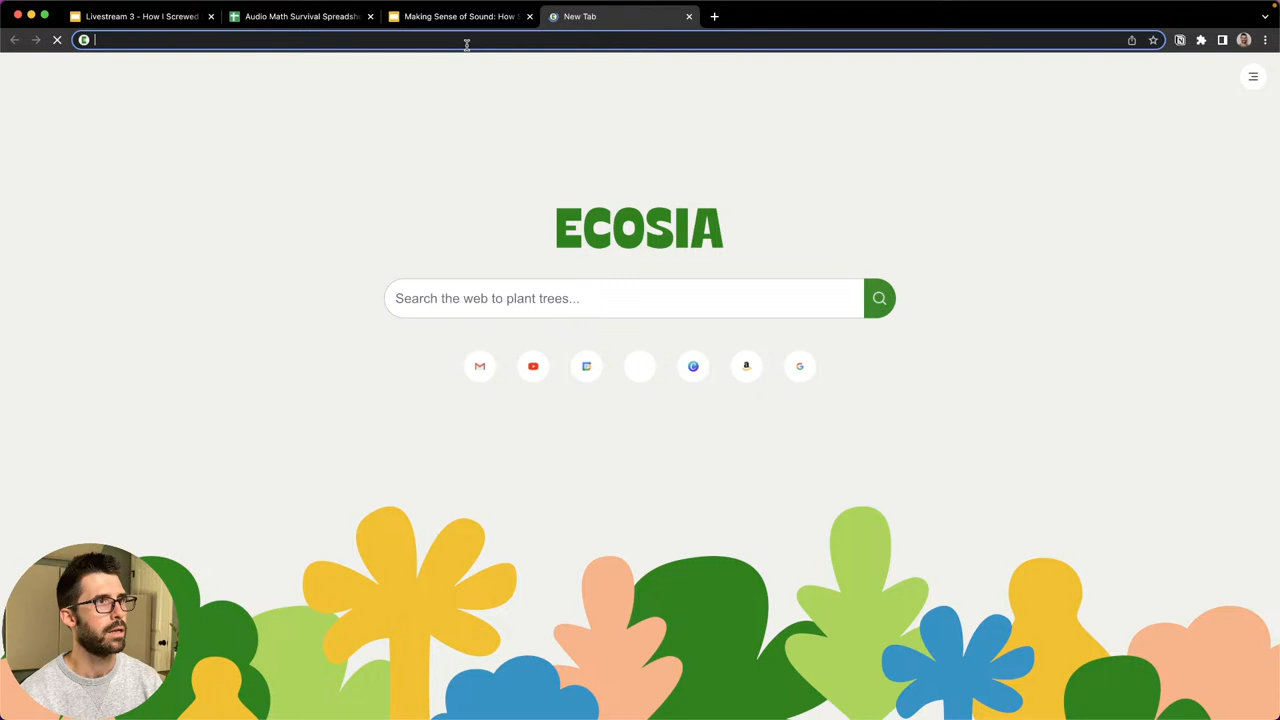 Livestream 3 - How I Screwed
Audio Math Survival Spreadshe
Making Sense of Sound: How S
New Tab
ECOSIA
Search the web to plant trees...